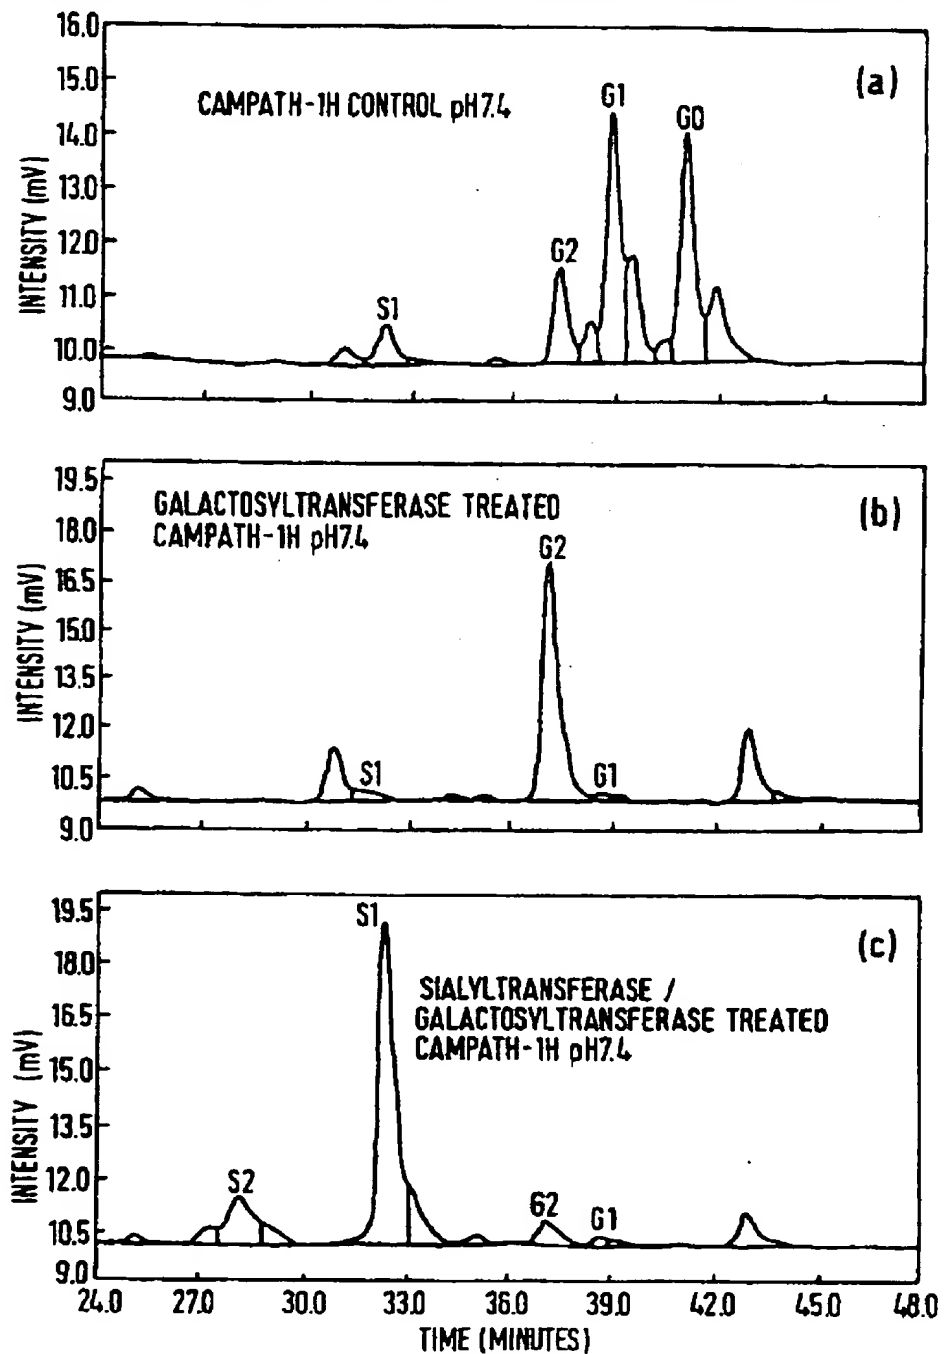 (a)
CAMPATH-1H CONTROL pH7.4
S1
G2
G1
G0
INTENSITY (mV)
16.0
15.0
14.0
13.0
12.0
11.0
10.0
9.0
(b)
GALACTOSYLTRANSFERASE TREATED
CAMPATH-1H pH7.4
S1
G2
G1
INTENSITY (mV)
19.5
18.0
16.5
15.0
13.5
12.0
10.5
9.0
(c)
SIALYLTRANSFERASE /
GALACTOSYLTRANSFERASE TREATED
CAMPATH-1H pH7.4
S2
S1
G2
G1
INTENSITY (mV)
19.5
18.0
16.5
15.0
13.5
12.0
10.5
9.0
24.0 27.0 30.0 33.0 36.0 39.0 42.0 45.0 48.0
TIME (MINUTES)